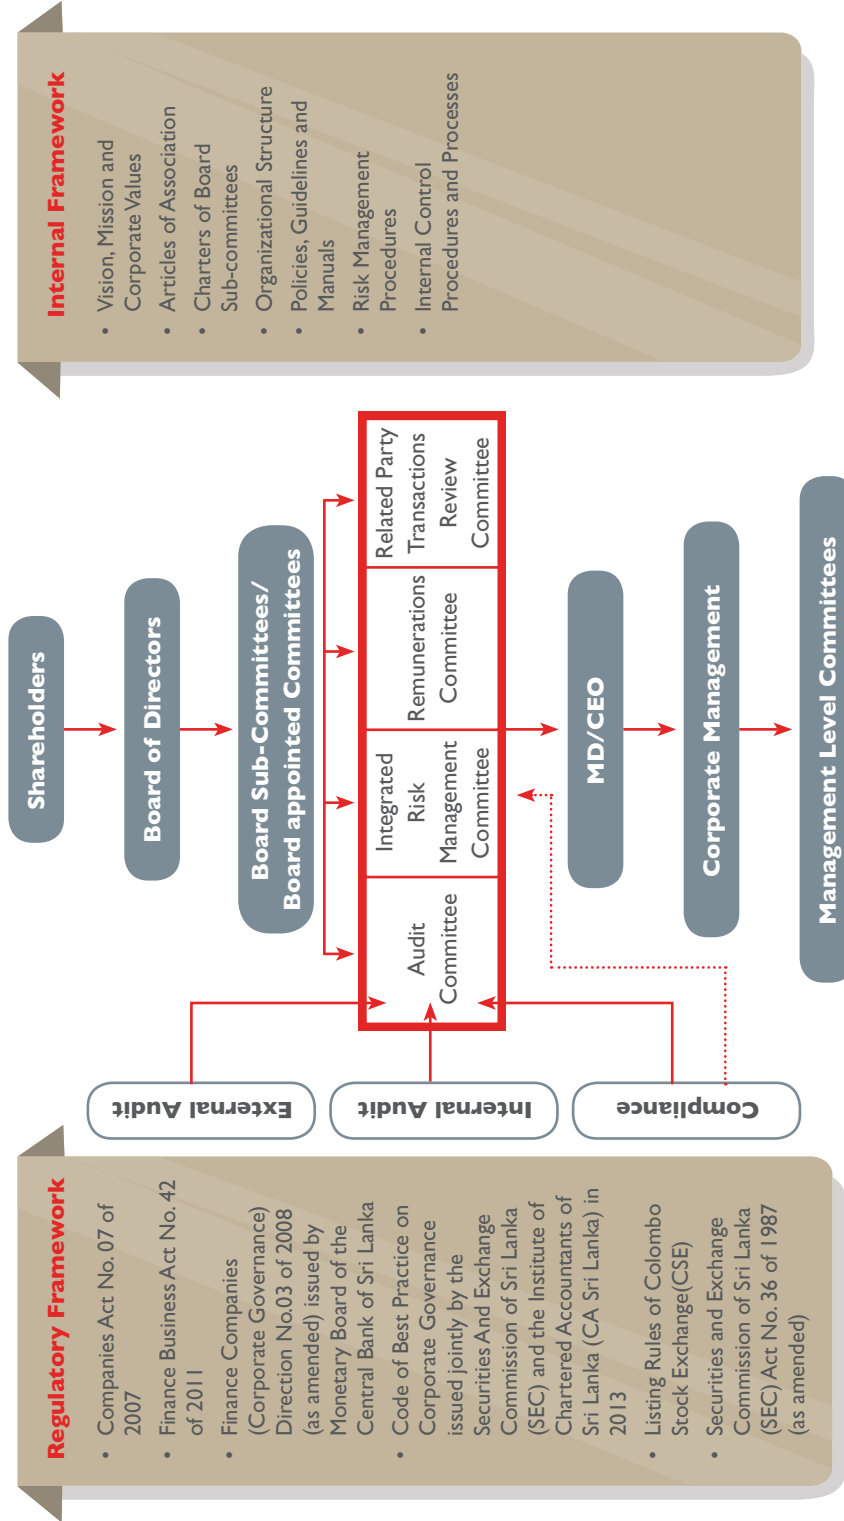 Regulatory Framework
• Companies Act No. 07 of
2007
• Finance Business Act No. 42
of 2011
• Finance Companies
(Corporate Governance)
Direction No.03 of 2008
(as amended) issued by
Monetary Board of the
Central Bank of Sri Lanka
• Code of Best Practice on
Corporate Governance
issued jointly by the
Securities And Exchange
Commission of Sri Lanka
(SEC) and the Institute of
Chartered Accountants of
Sri Lanka (CA Sri Lanka) in
2013
• Listing Rules of Colombo
Stock Exchange(CSE)
• Securities and Exchange
Commission of Sri Lanka
(SEC) Act No. 36 of 1987
(as amended)
External Audit
Internal Audit
Compliance
Shareholders
Board of Directors
Board Sub-Committees/
Board appointed Committees
Audit
Committee
Integrated
Risk
Management
Committee
Remunerations
Committee
Related Party
Transactions
Review
Committee
MD/CEO
Corporate Management
Management Level Committees
Internal Framework
• Vision, Mission and
Corporate Values
• Articles of Association
• Charters of Board
Sub-committees
• Organizational Structure
• Policies, Guidelines and
Manuals
• Risk Management
Procedures
• Internal Control
Procedures and Processes